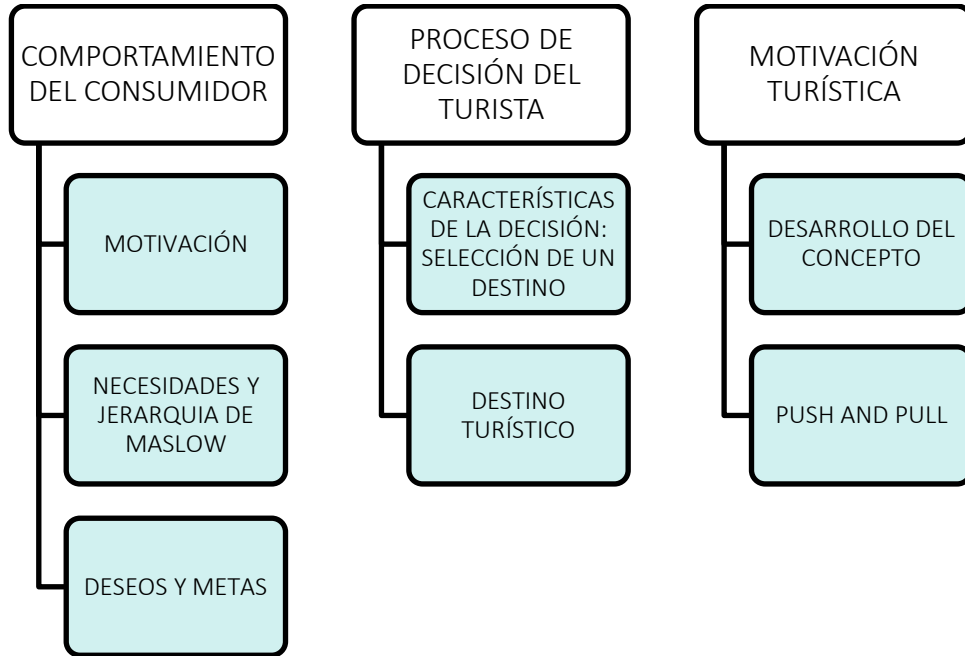 COMPORTAMIENTO
DEL CONSUMIDOR
MOTIVACIÓN
NECESIDADES Y
JERARQUIA DE
MASLOW
DESEOS Y METAS
PROCESO DE
DECISIÓN DEL
TURISTA
CARACTERÍSTICAS
DE LA DECISIÓN:
SELECCIÓN DE UN
DESTINO
DESTINO
TURÍSTICO
MOTIVACIÓN
TURÍSTICA
DESARROLLO DEL
CONCEPTO
PUSH AND PULL